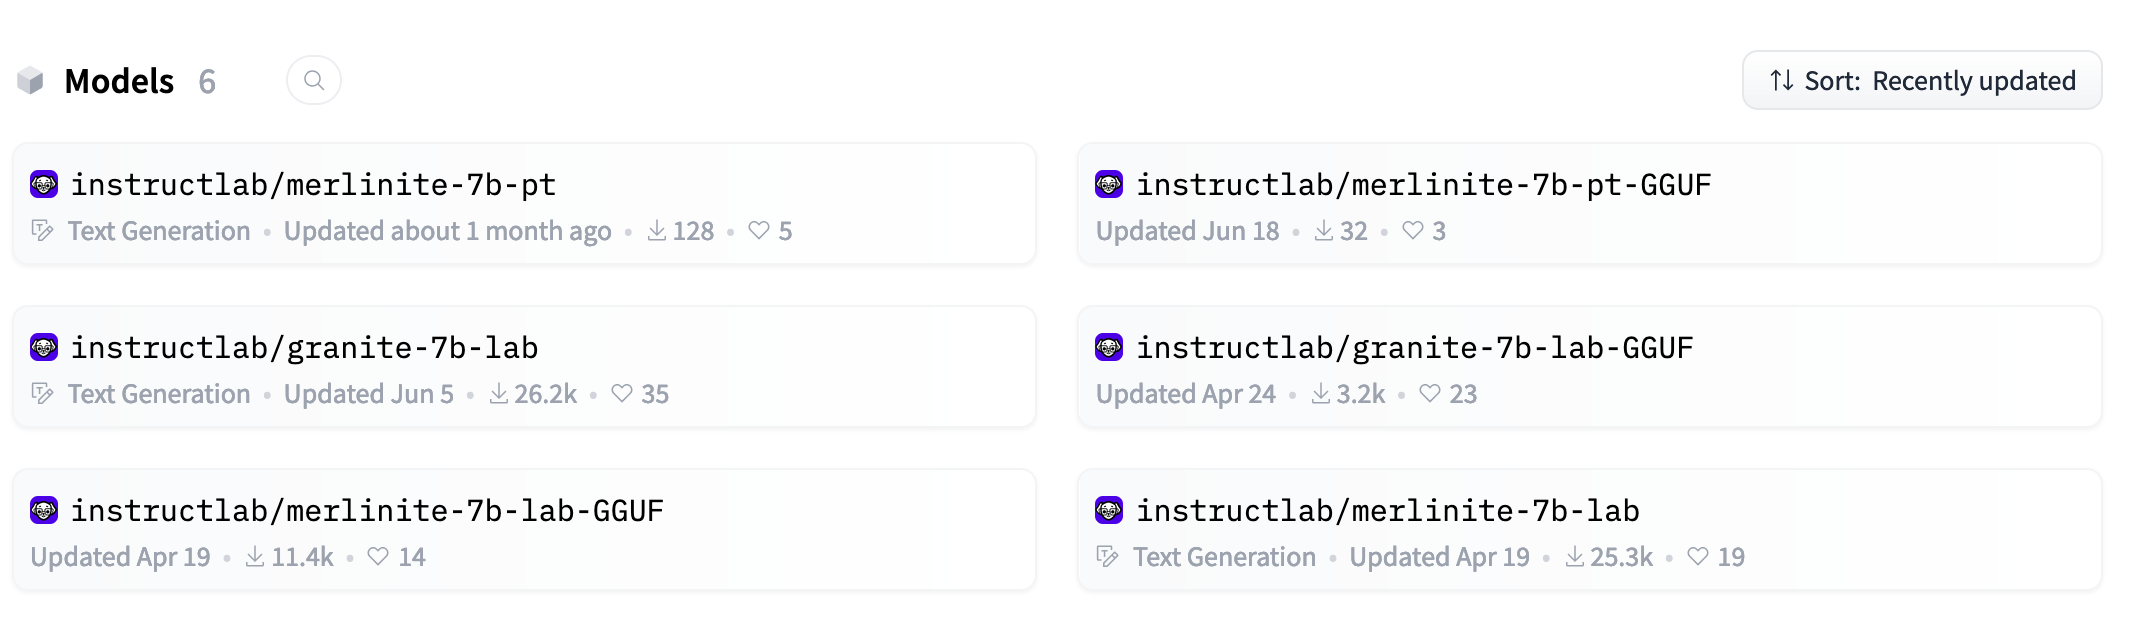 Models 6
Sort: Recently updated
instructlab/merlinite-7b-pt
Text Generation • Updated about 1 month ago • 128 • 5
instructlab/merlinite-7b-pt-GGUF
Updated Jun 18 • 32 • 3
instructlab/granite-7b-lab
Text Generation • Updated Jun 5 • 26.2k • 35
instructlab/granite-7b-lab-GGUF
Updated Apr 24 • 3.2k • 23
instructlab/merlinite-7b-lab-GGUF
Updated Apr 19 • 11.4k • 14
instructlab/merlinite-7b-lab
Text Generation • Updated Apr 19 • 25.3k • 19